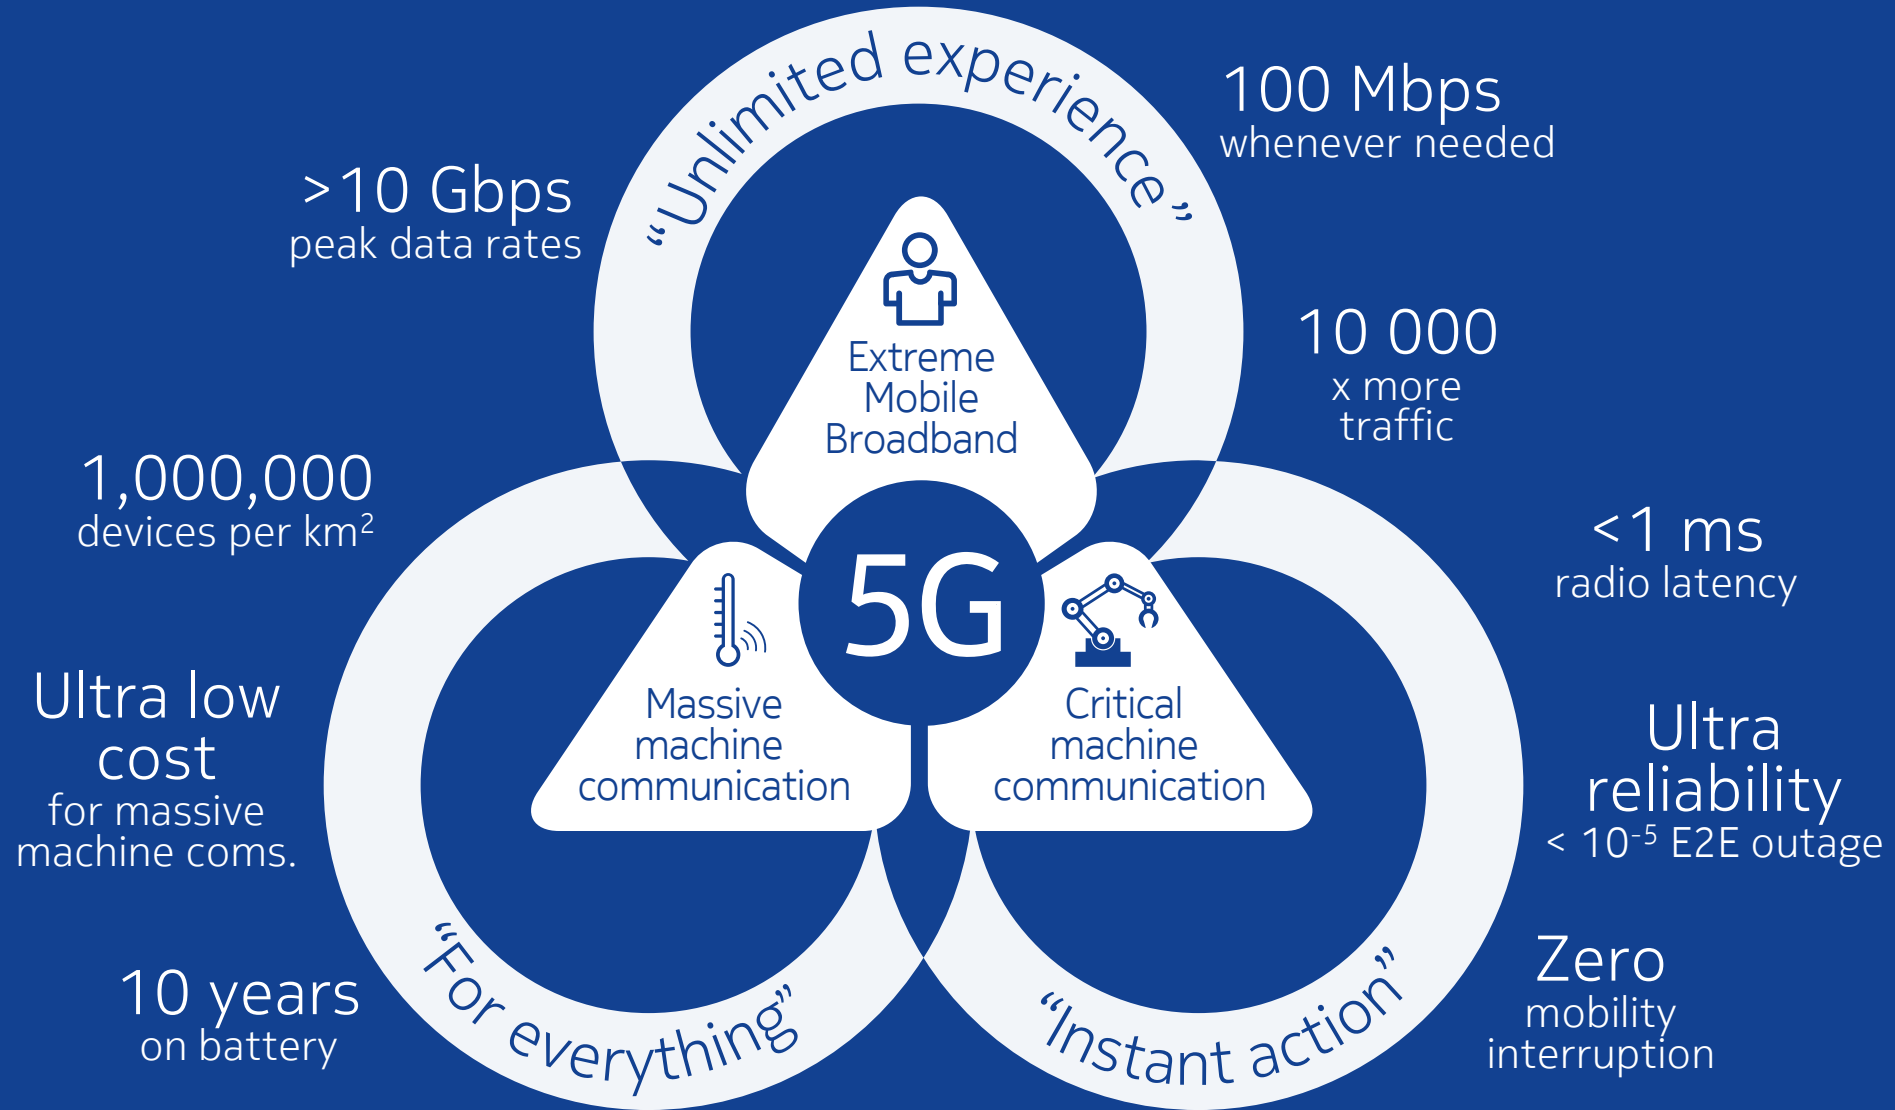 “Unlimited experience”
100 Mbps
whenever needed
>10 Gbps
peak data rates
Extreme
Mobile
Broadband
10 000
x more
traffic
1,000,000
devices per km²
5G
<1 ms
radio latency
Ultra low
cost
for massive
machine coms.
Massive
machine
communication
Critical
machine
communication
Ultra
reliability
< 10⁻⁵ E2E outage
10 years
on battery
“For everything”
“Instant action”
Zero
mobility
interruption